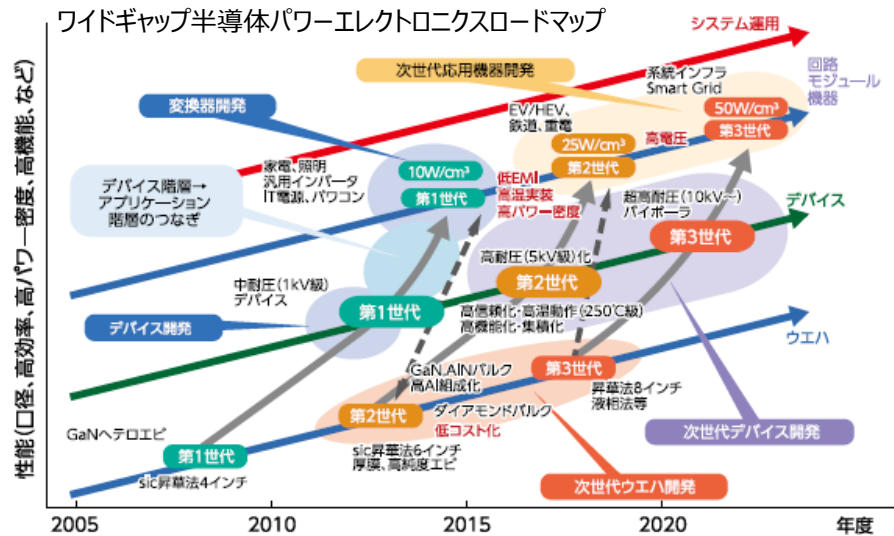 ワイドギャップ半導体パワーエレクトロニクスロードマップ
性能(口径、高効率、高パワー密度、高機能、など)
システム運用
回路
モジュール
機器
次世代応用機器開発
系統インフラ
Smart Grid
変換器開発
EV/HEV、
鉄道、重電
50W/cm³
第3世代
25W/cm³
第2世代
高電圧
家電、照明
汎用インバータ
IT電源、パワコン
10W/cm³
第1世代
低EMI
高温実装
高パワー密度
デバイス階層→
アプリケーション
階層のつなぎ
超高耐圧(10kV〜)
バイポーラ
デバイス
第3世代
高耐圧(5kV級)化
第2世代
中耐圧(1kV級)
デバイス
第1世代
高信頼化・高温動作(250℃級)
高機能化・集積化
デバイス開発
ウエハ
GaN,AlNバルク
高Al組成化
第3世代
昇華法8インチ
液相法等
第2世代
ダイアモンドバルク
低コスト化
次世代デバイス開発
GaNヘテロエピ
第1世代
sic昇華法6インチ
厚膜、高純度エピ
sic昇華法4インチ
次世代ウエハ開発
2005
2010
2015
2020
年度